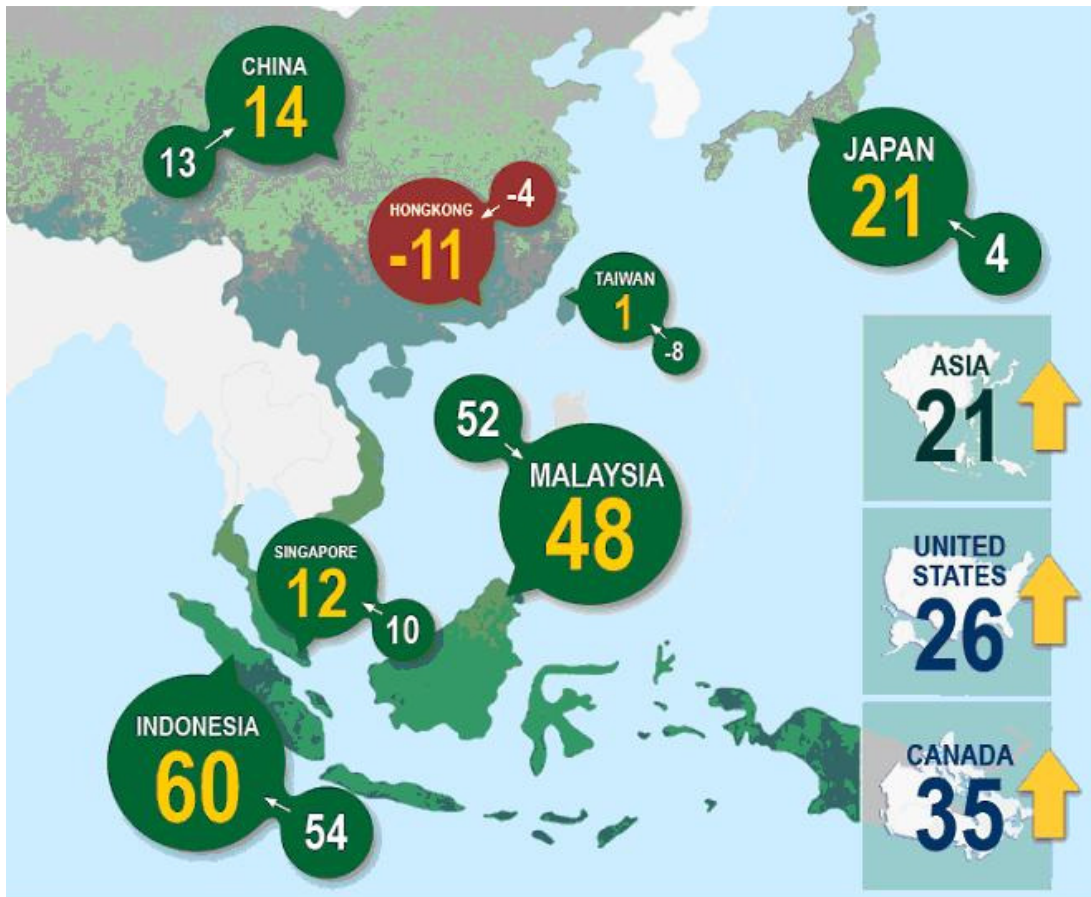 CHINA
14
13
HONGKONG
-11
-4
JAPAN
21
4
TAIWAN
1
-8
52
MALAYSIA
48
SINGAPORE
12
10
INDONESIA
60
54
ASIA
21
UNITED
STATES
26
CANADA
35